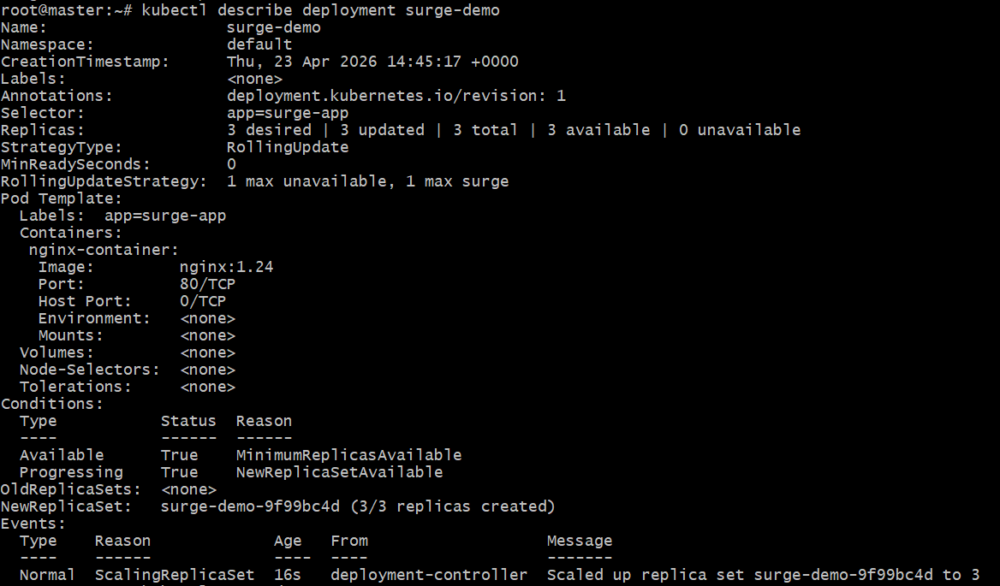 root@master:~# kubectl describe deployment surge-demo
Name:                   surge-demo
Namespace:              default
CreationTimestamp:      Thu, 23 Apr 2026 14:45:17 +0000
Labels:                 <none>
Annotations:            deployment.kubernetes.io/revision: 1
Selector:               app=surge-app
Replicas:               3 desired | 3 updated | 3 total | 3 available | 0 unavailable
StrategyType:           RollingUpdate
MinReadySeconds:        0
RollingUpdateStrategy:  1 max unavailable, 1 max surge
Pod Template:
  Labels:  app=surge-app
  Containers:
   nginx-container:
    Image:         nginx:1.24
    Port:          80/TCP
    Host Port:     0/TCP
    Environment:   <none>
    Mounts:        <none>
  Volumes:         <none>
  Node-Selectors:  <none>
  Tolerations:     <none>
Conditions:
  Type           Status  Reason
  ----           ------  ------
  Available      True    MinimumReplicasAvailable
  Progressing    True    NewReplicaSetAvailable
OldReplicaSets:  <none>
NewReplicaSet:   surge-demo-9f99bc4d (3/3 replicas created)
Events:
  Type    Reason             Age   From                   Message
  ----    ------             ----  ----                   -------
  Normal  ScalingReplicaSet  16s   deployment-controller  Scaled up replica set surge-demo-9f99bc4d to 3